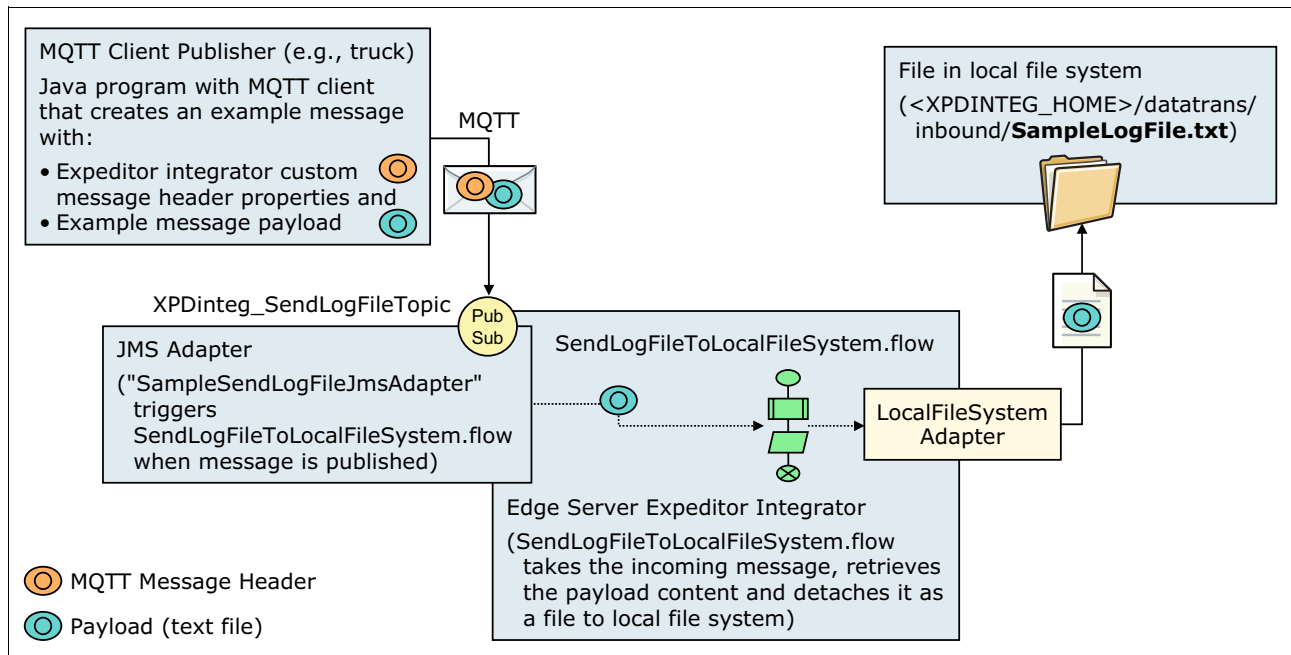 MQTT Client Publisher (e.g., truck)
Java program with MQTT client
that creates an example message
with:
• Expeditor integrator custom
message header properties and
• Example message payload
MQTT
File in local file system
(<XPDINTEG_HOME>/datatrans/
inbound/SampleLogFile.txt)
XPDinteg_SendLogFileTopic
Pub
Sub
JMS Adapter
("SampleSendLogFileJmsAdapter"
triggers
SendLogFileToLocalFileSystem.flow
when message is published)
SendLogFileToLocalFileSystem.flow
LocalFileSystem
Adapter
Edge Server Expeditor Integrator
(SendLogFileToLocalFileSystem.flow
takes the incoming message, retrieves
the payload content and detaches it as
a file to local file system)
MQTT Message Header
Payload (text file)